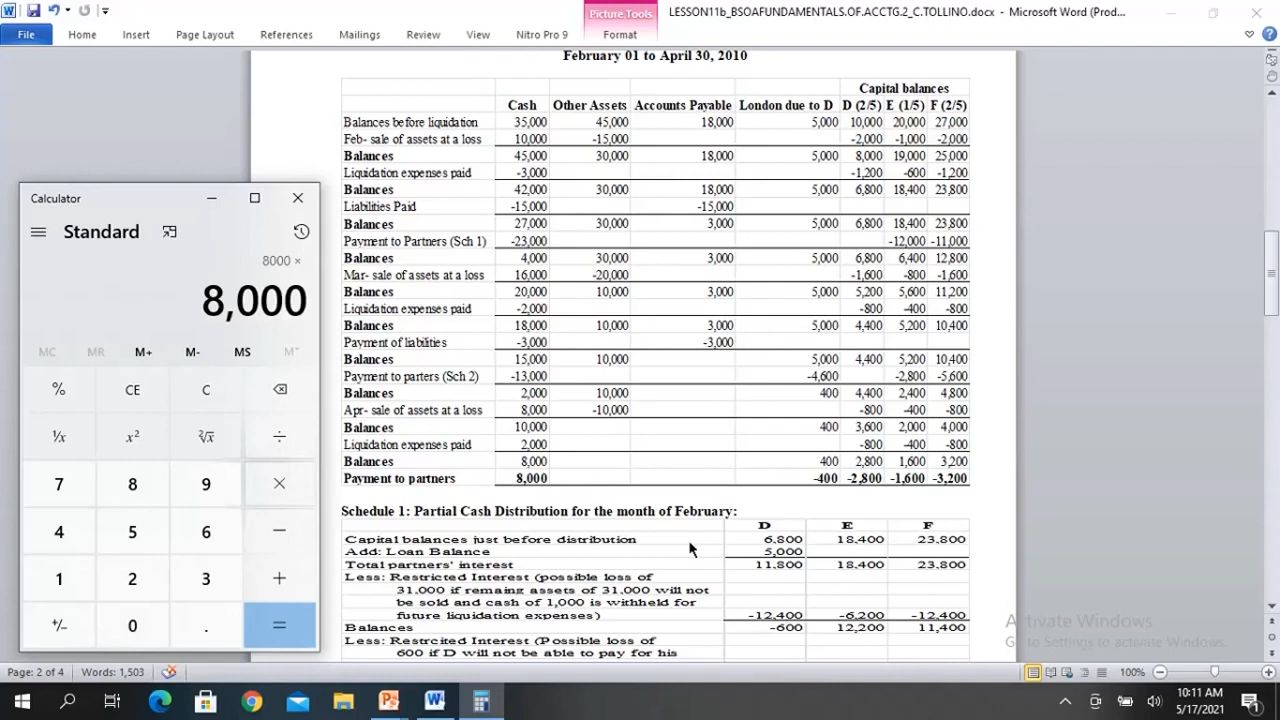 LESSON11b_BSOAFUNDAMENTALS.OF.ACCTG.2_C.TOLLINO.docx - Microsoft Word (Prod...
Picture Tools
File Home Insert Page Layout References Mailings Review View Nitro Pro 9 Format
February 01 to April 30, 2010
Capital balances
Cash Other Assets Accounts Payable London due to D D (2/5) E (1/5) F (2/5)
Balances before liquidation 35,000 45,000 18,000 5,000 10,000 20,000 27,000
Feb- sale of assets at a loss 10,000 -15,000 -2,000 -1,000 -2,000
Balances 45,000 30,000 18,000 5,000 8,000 19,000 25,000
Liquidation expenses paid -3,000 -1,200 -600 -1,200
Balances 42,000 30,000 18,000 5,000 6,800 18,400 23,800
Liabilities Paid -15,000 -15,000
Balances 27,000 30,000 3,000 5,000 6,800 18,400 23,800
Payment to Partners (Sch 1) -23,000 -12,000 -11,000
Balances 4,000 30,000 3,000 5,000 6,800 6,400 12,800
Mar- sale of assets at a loss 16,000 -20,000 -1,600 -800 -1,600
Balances 20,000 10,000 3,000 5,000 5,200 5,600 11,200
Liquidation expenses paid -2,000 -800 -400 -800
Balances 18,000 10,000 3,000 5,000 4,400 5,200 10,400
Payment of liabilities -3,000 -3,000
Balances 15,000 10,000 5,000 4,400 5,200 10,400
Payment to parters (Sch 2) -13,000 -4,600 -2,800 -5,600
Balances 2,000 10,000 400 4,400 2,400 4,800
Apr- sale of assets at a loss 8,000 -10,000 -800 -400 -800
Balances 10,000 400 3,600 2,000 4,000
Liquidation expenses paid 2,000 -800 -400 -800
Balances 8,000 400 2,800 1,600 3,200
Payment to partners 8,000 -400 -2,800 -1,600 -3,200
Schedule 1: Partial Cash Distribution for the month of February:
D E F
Capital balances just before distribution 6,800 18,400 23,800
Add: Loan Balance 5,000
Total partners' interest 11,800 18,400 23,800
Less: Restricted Interest (possible loss of
31,000 if remaing assets of 31,000 will not
be sold and cash of 1,000 is withheld for
future liquidation expenses) -12,400 -6,200 -12,400
Balances -600 12,200 11,400
Less: Restrcited Interest (Possible loss of
600 if D will not be able to pay for his
Calculator
Standard
8000 ×
8,000
MC MR M+ M- MS M˅
% CE C
¹/x x² ²√x ÷
7 8 9 ×
4 5 6 −
1 2 3 +
+/- 0 . =
Activate Windows
Go to Settings to activate Windows.
Page: 2 of 4 Words: 1,503 100%
10:11 AM
5/17/2021